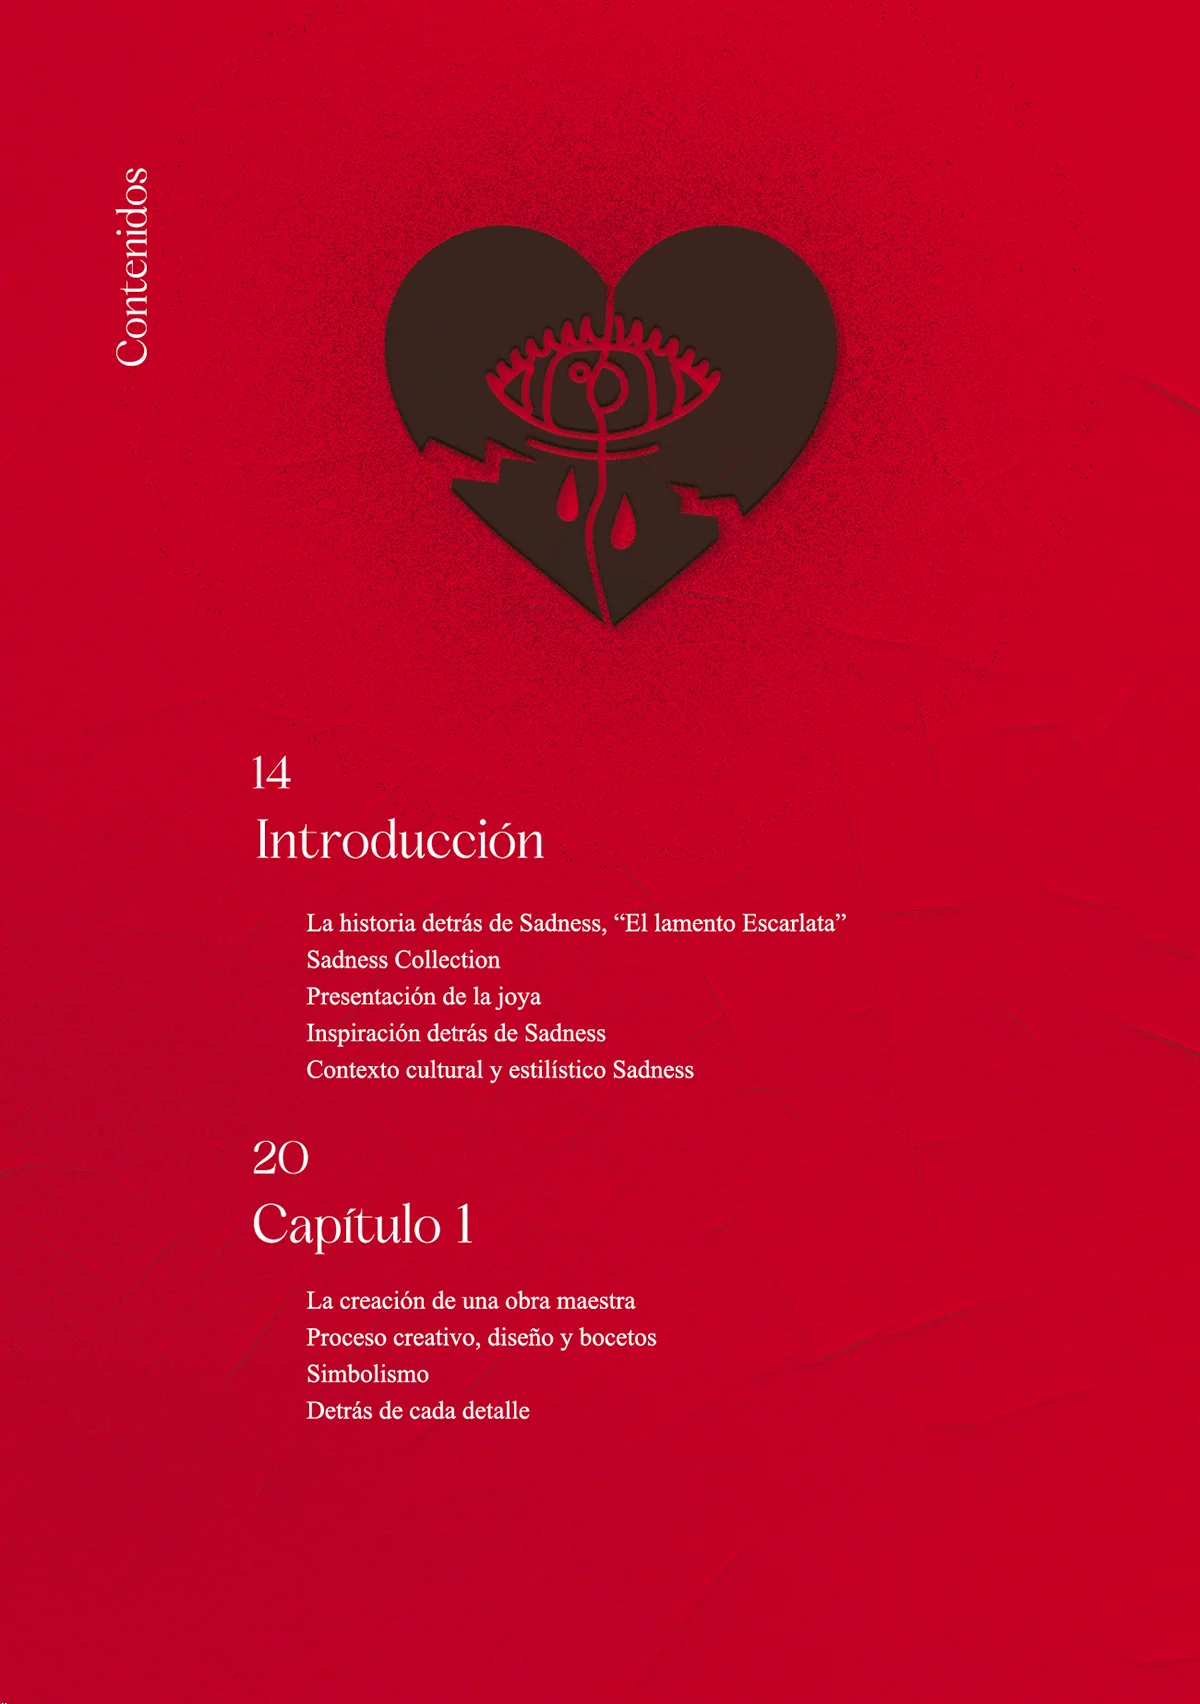 Contenidos
14
Introducción
La historia detrás de Sadness, “El lamento Escarlata”
Sadness Collection
Presentación de la joya
Inspiración detrás de Sadness
Contexto cultural y estilístico Sadness
20
Capítulo 1
La creación de una obra maestra
Proceso creativo, diseño y bocetos
Simbolismo
Detrás de cada detalle